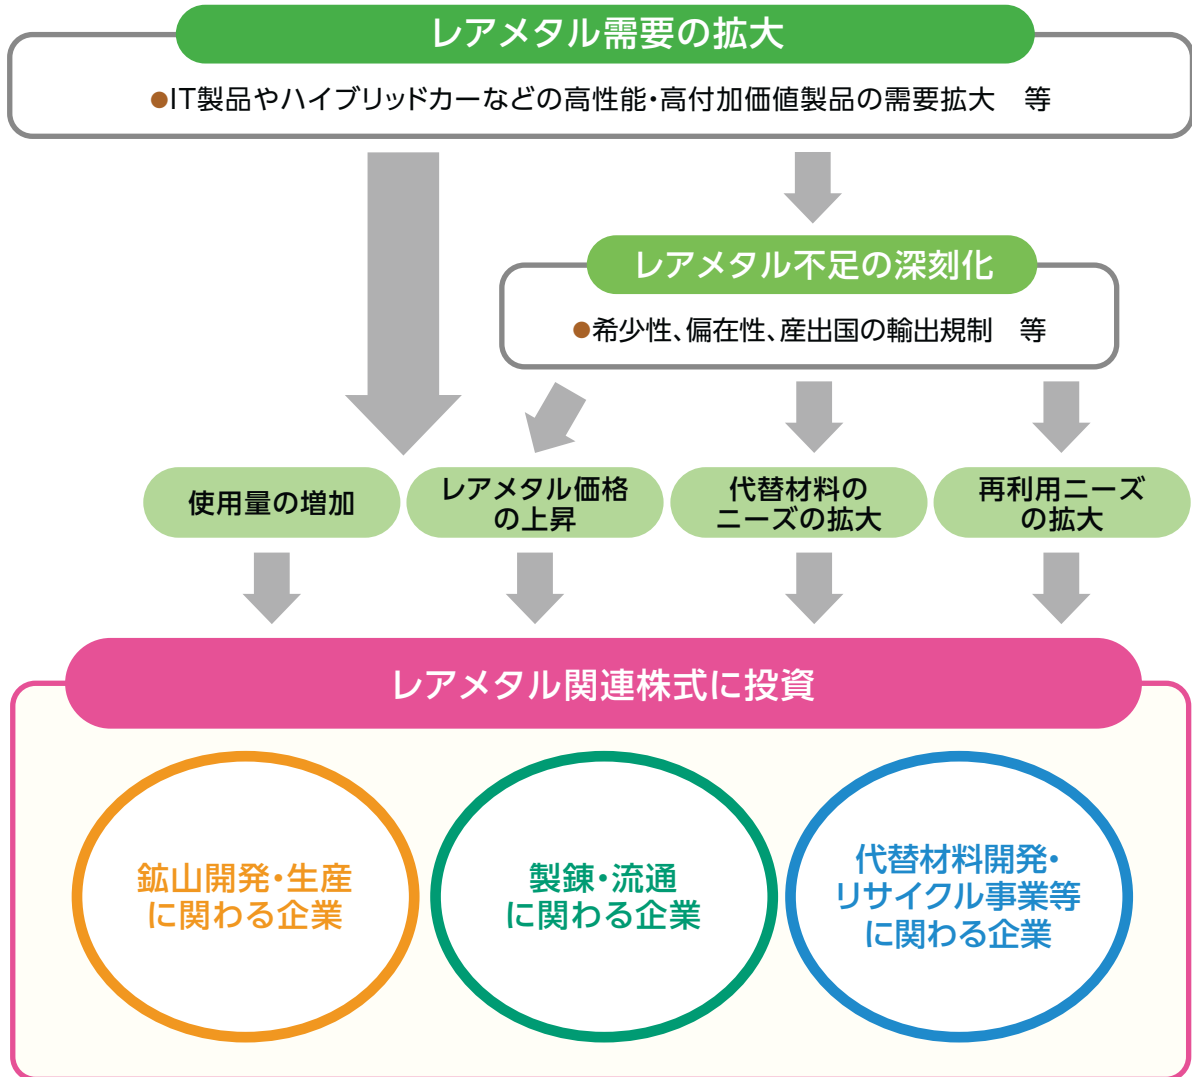 レアメタル需要の拡大
●IT製品やハイブリッドカーなどの高性能・高付加価値製品の需要拡大　等
レアメタル不足の深刻化
●希少性、偏在性、産出国の輸出規制　等
使用量の増加
レアメタル価格
の上昇
代替材料の
ニーズの拡大
再利用ニーズ
の拡大
レアメタル関連株式に投資
鉱山開発・生産
に関わる企業
製錬・流通
に関わる企業
代替材料開発・
リサイクル事業等
に関わる企業